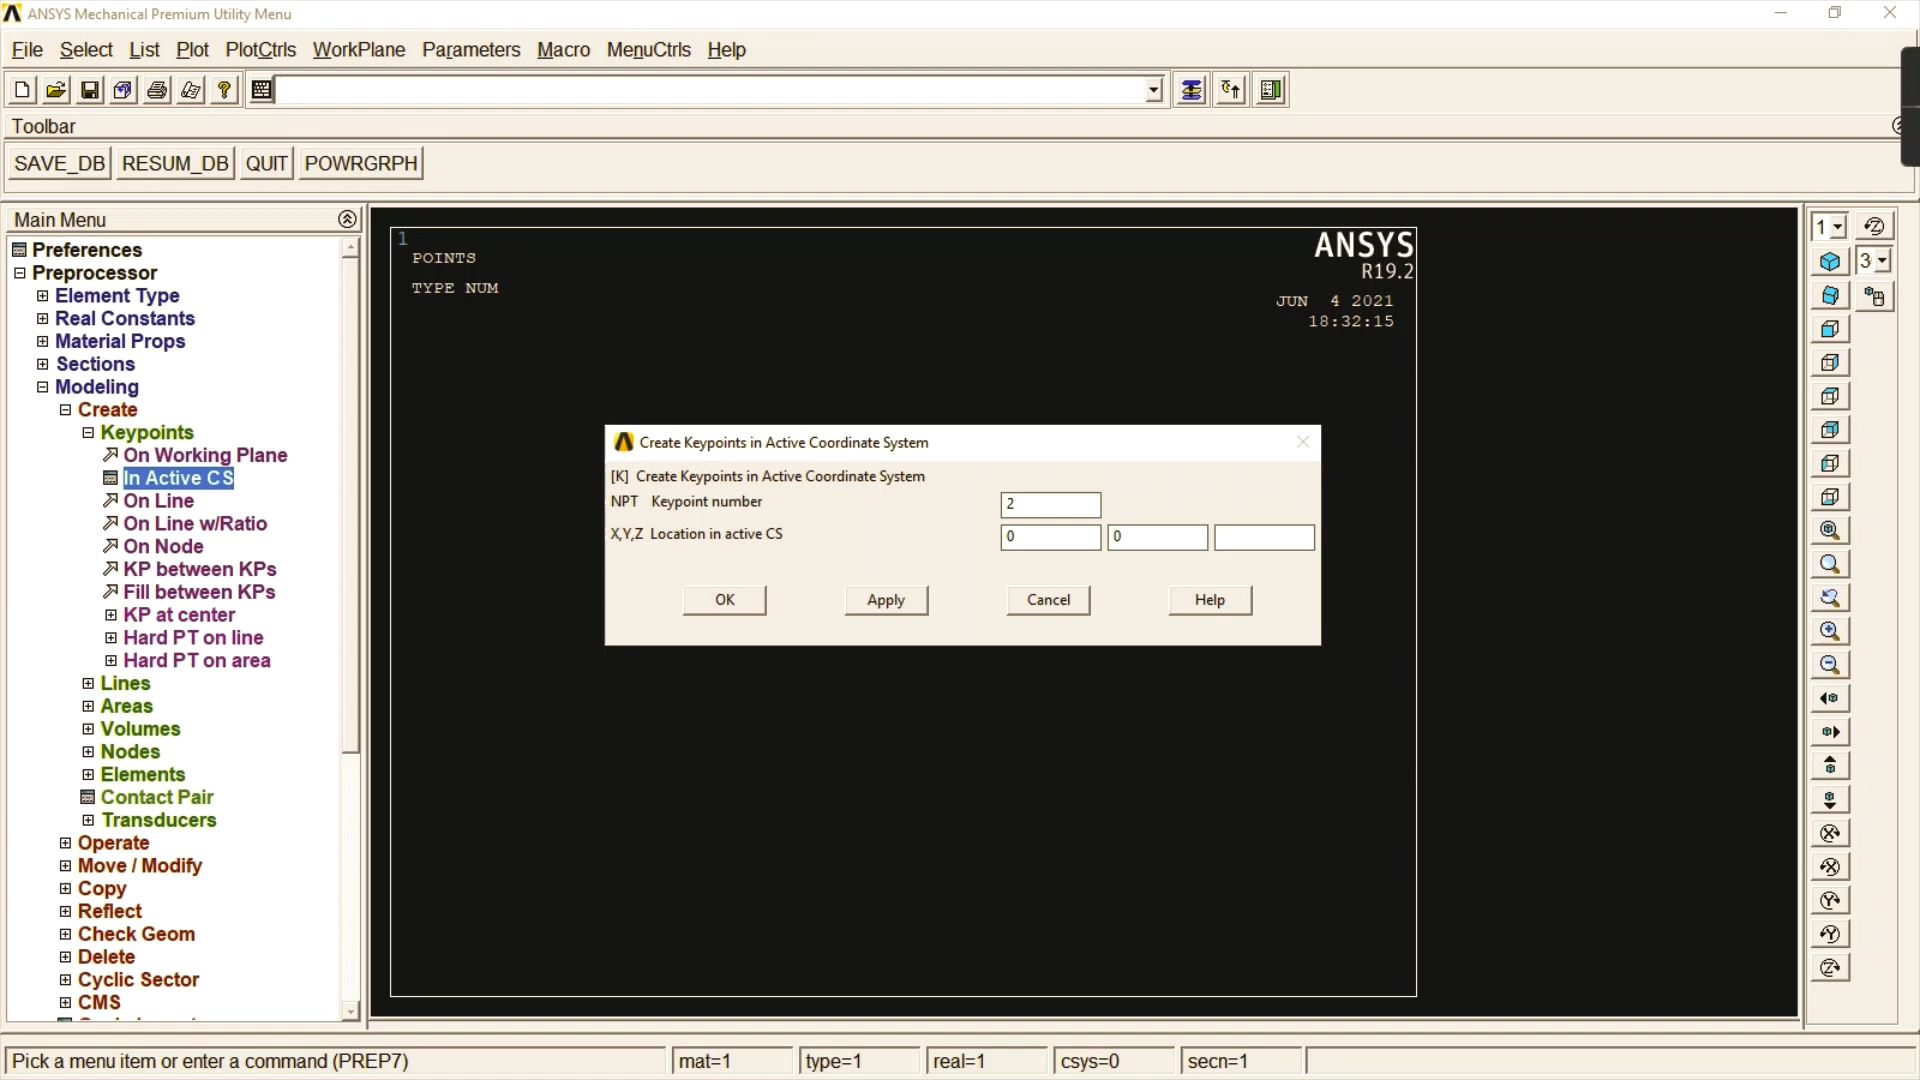 ANSYS Mechanical Premium Utility Menu
File Select List Plot PlotCtrls WorkPlane Parameters Macro MenuCtrls Help
Toolbar
SAVE_DB RESUM_DB QUIT POWRGRPH
Main Menu
Preferences
Preprocessor
Element Type
Real Constants
Material Props
Sections
Modeling
Create
Keypoints
On Working Plane
In Active CS
On Line
On Line w/Ratio
On Node
KP between KPs
Fill between KPs
KP at center
Hard PT on line
Hard PT on area
Lines
Areas
Volumes
Nodes
Elements
Contact Pair
Transducers
Operate
Move / Modify
Copy
Reflect
Check Geom
Delete
Cyclic Sector
CMS
1
POINTS
TYPE NUM
ANSYS
R19.2
JUN 4 2021
18:32:15
Create Keypoints in Active Coordinate System
[K] Create Keypoints in Active Coordinate System
NPT Keypoint number 2
X,Y,Z Location in active CS 0 0
OK Apply Cancel Help
1
3
Pick a menu item or enter a command (PREP7) mat=1 type=1 real=1 csys=0 secn=1